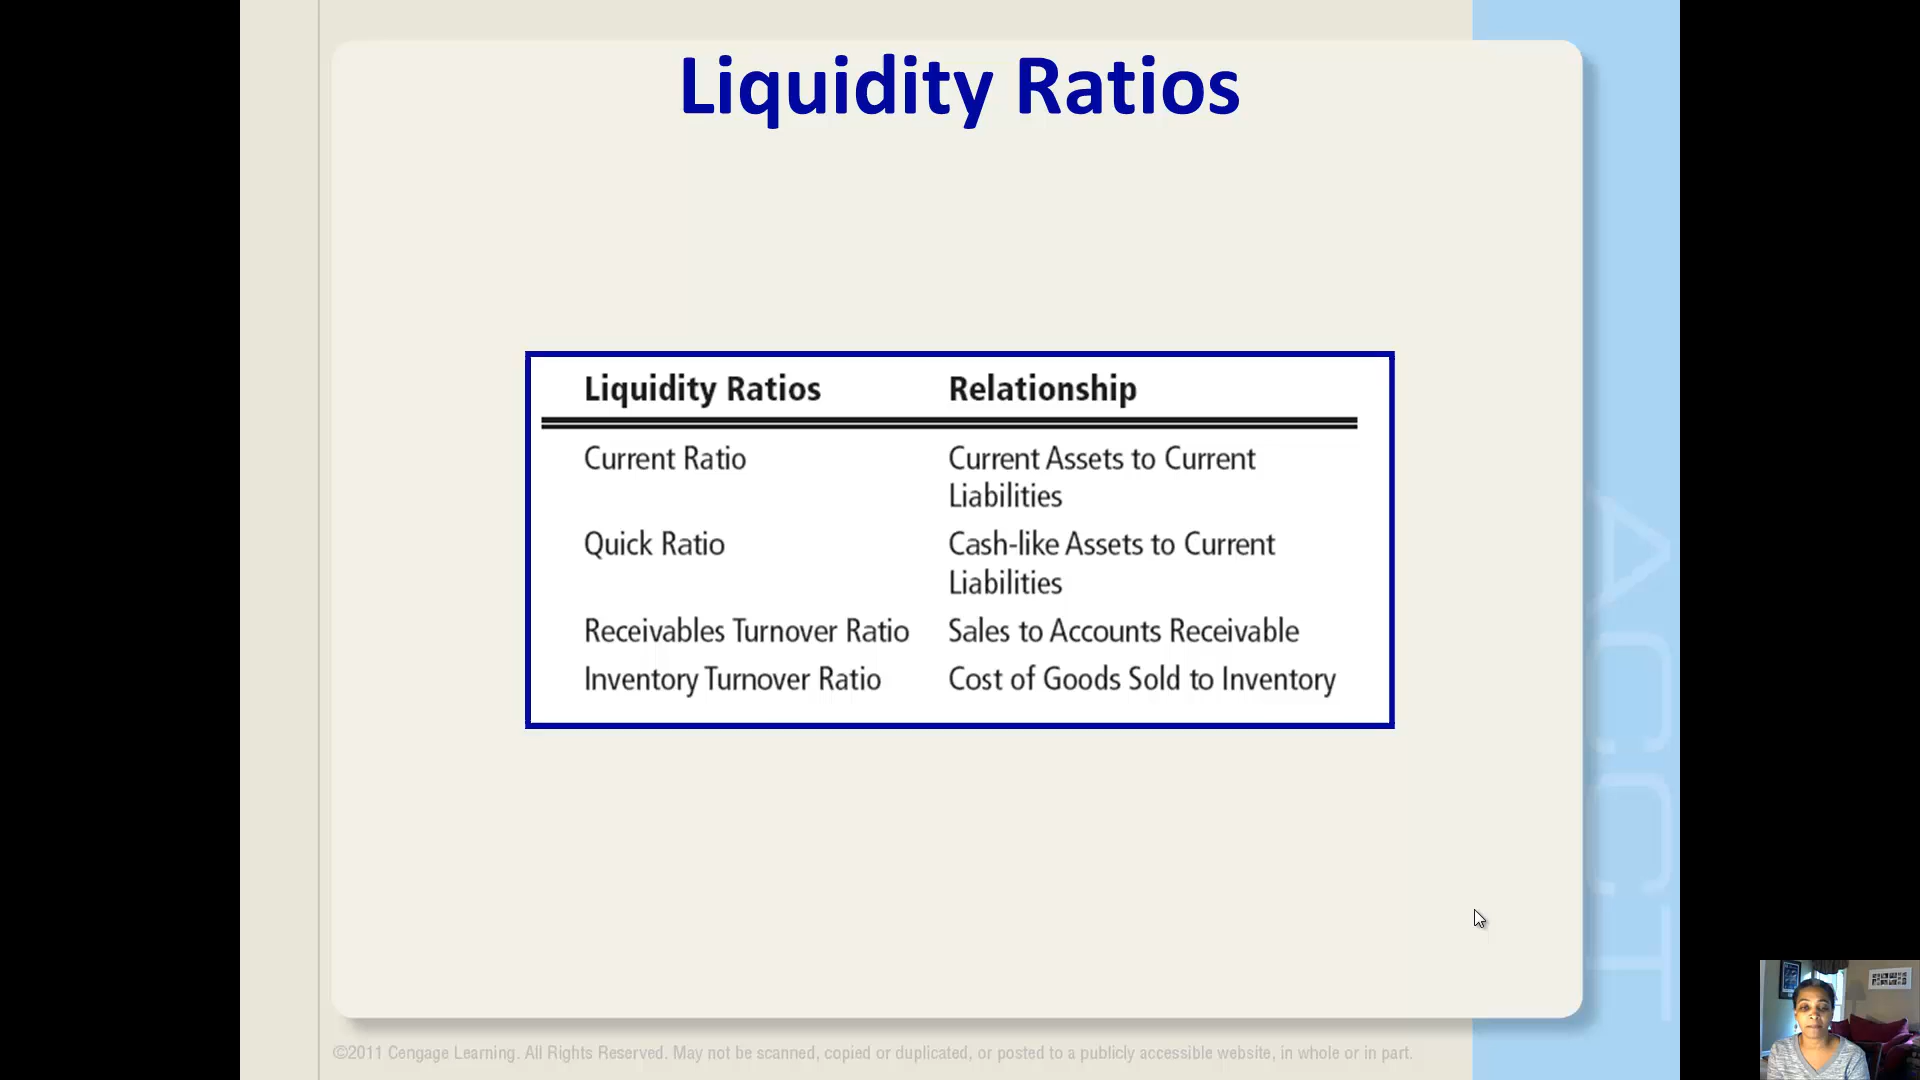 Liquidity Ratios
Liquidity Ratios Relationship
Current Ratio Current Assets to Current
Liabilities
Quick Ratio Cash-like Assets to Current
Liabilities
Receivables Turnover Ratio Sales to Accounts Receivable
Inventory Turnover Ratio Cost of Goods Sold to Inventory
ACCT
©2011 Cengage Learning. All Rights Reserved. May not be scanned, copied or duplicated, or posted to a publicly accessible website, in whole or in part.